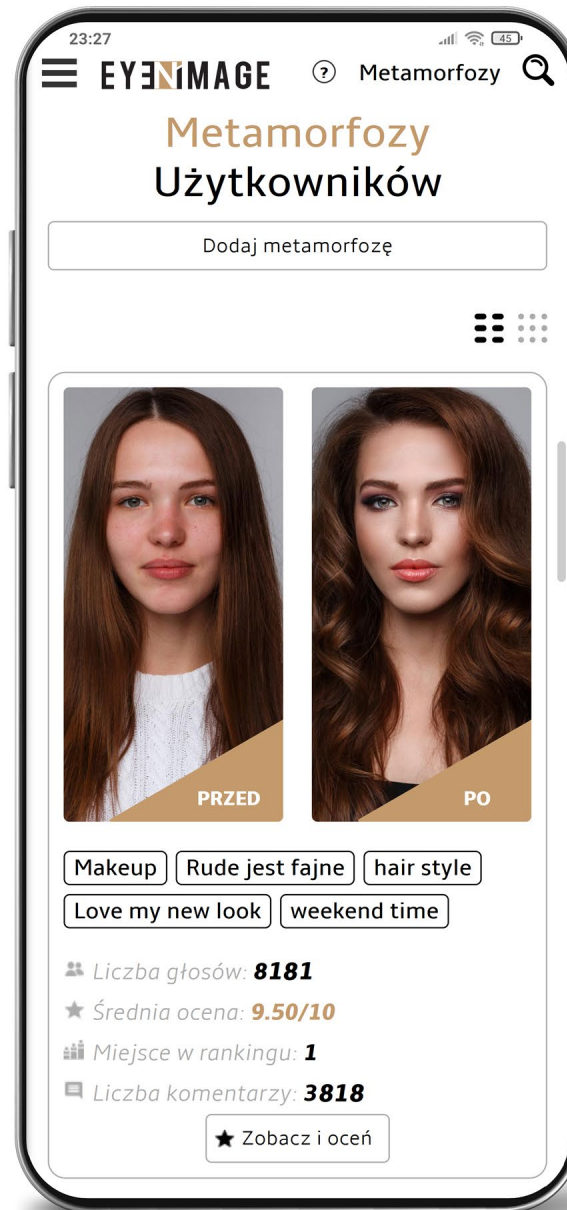 23:27
45
EYENIMAGE
? Metamorfozy
Metamorfozy
Użytkowników
Dodaj metamorfozę
PRZED
PO
Makeup Rude jest fajne hair style
Love my new look weekend time
Liczba głosów: 8181
Średnia ocena: 9.50/10
Miejsce w rankingu: 1
Liczba komentarzy: 3818
Zobacz i oceń